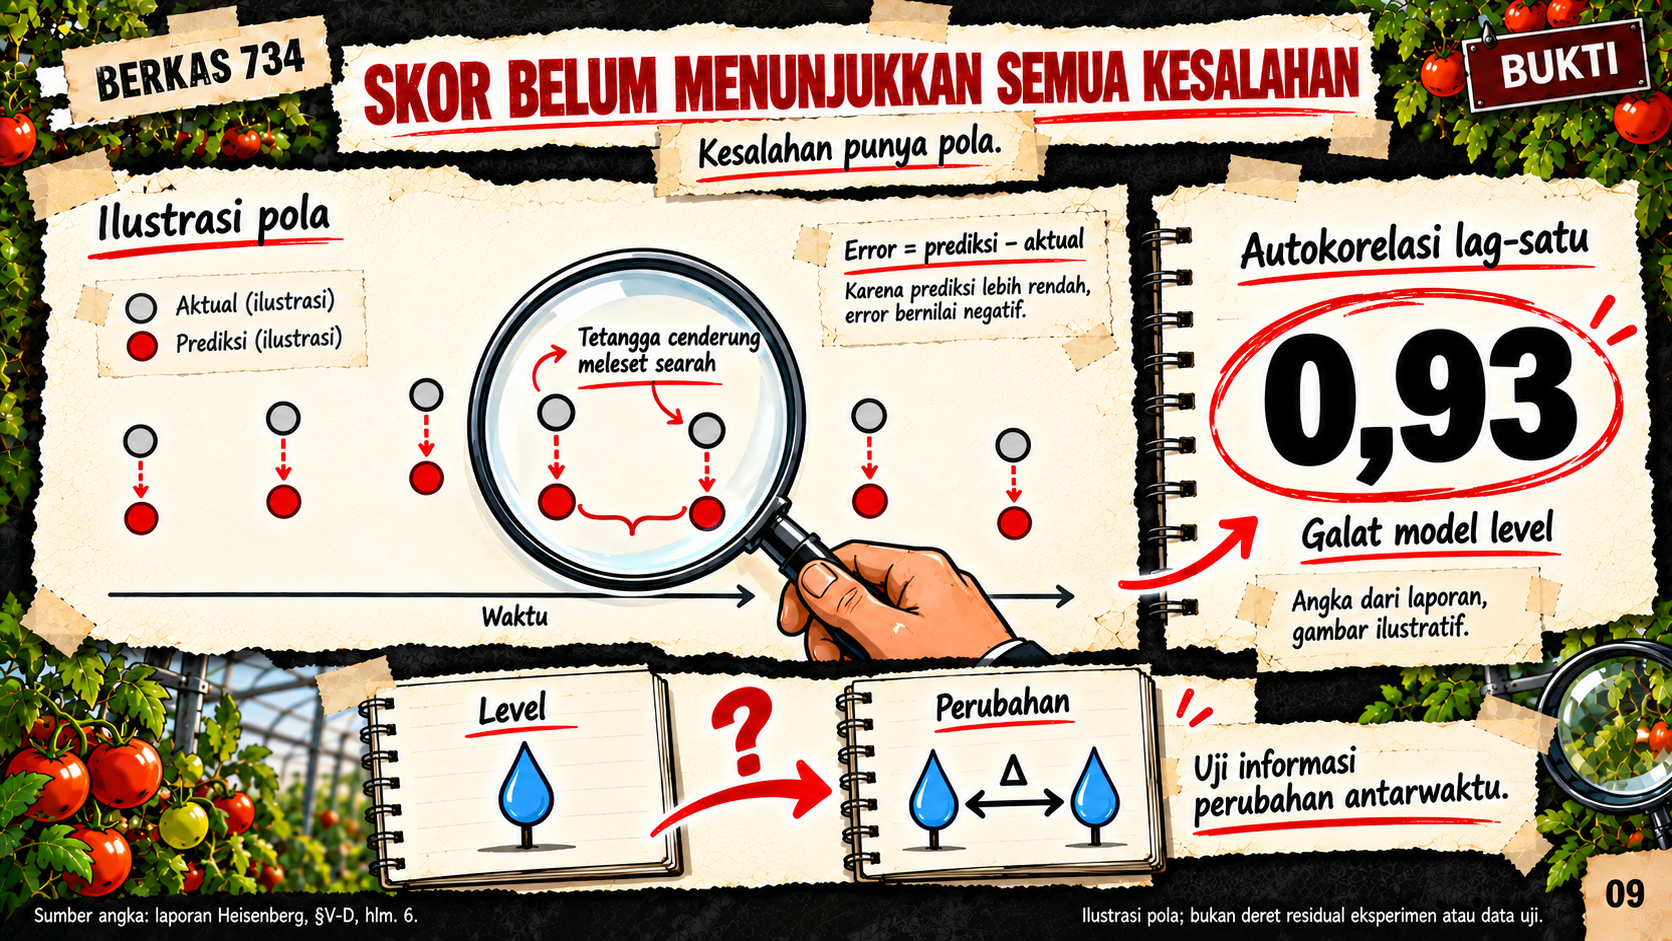 BERKAS 734
SKOR BELUM MENUNJUKKAN SEMUA KESALAHAN
BUKTI
Kesalahan punya pola.
Ilustrasi pola
Aktual (ilustrasi)
Prediksi (ilustrasi)
Tetangga cenderung
meleset searah
Error = prediksi – aktual
Karena prediksi lebih rendah,
error bernilai negatif.
Waktu
Autokorelasi lag-satu
0,93
Galat model level
Angka dari laporan,
gambar ilustratif.
Level
?
Perubahan
Δ
Uji informasi
perubahan antarwaktu.
Sumber angka: laporan Heisenberg, §V-D, hlm. 6.
Ilustrasi pola; bukan deret residual eksperimen atau data uji.
09